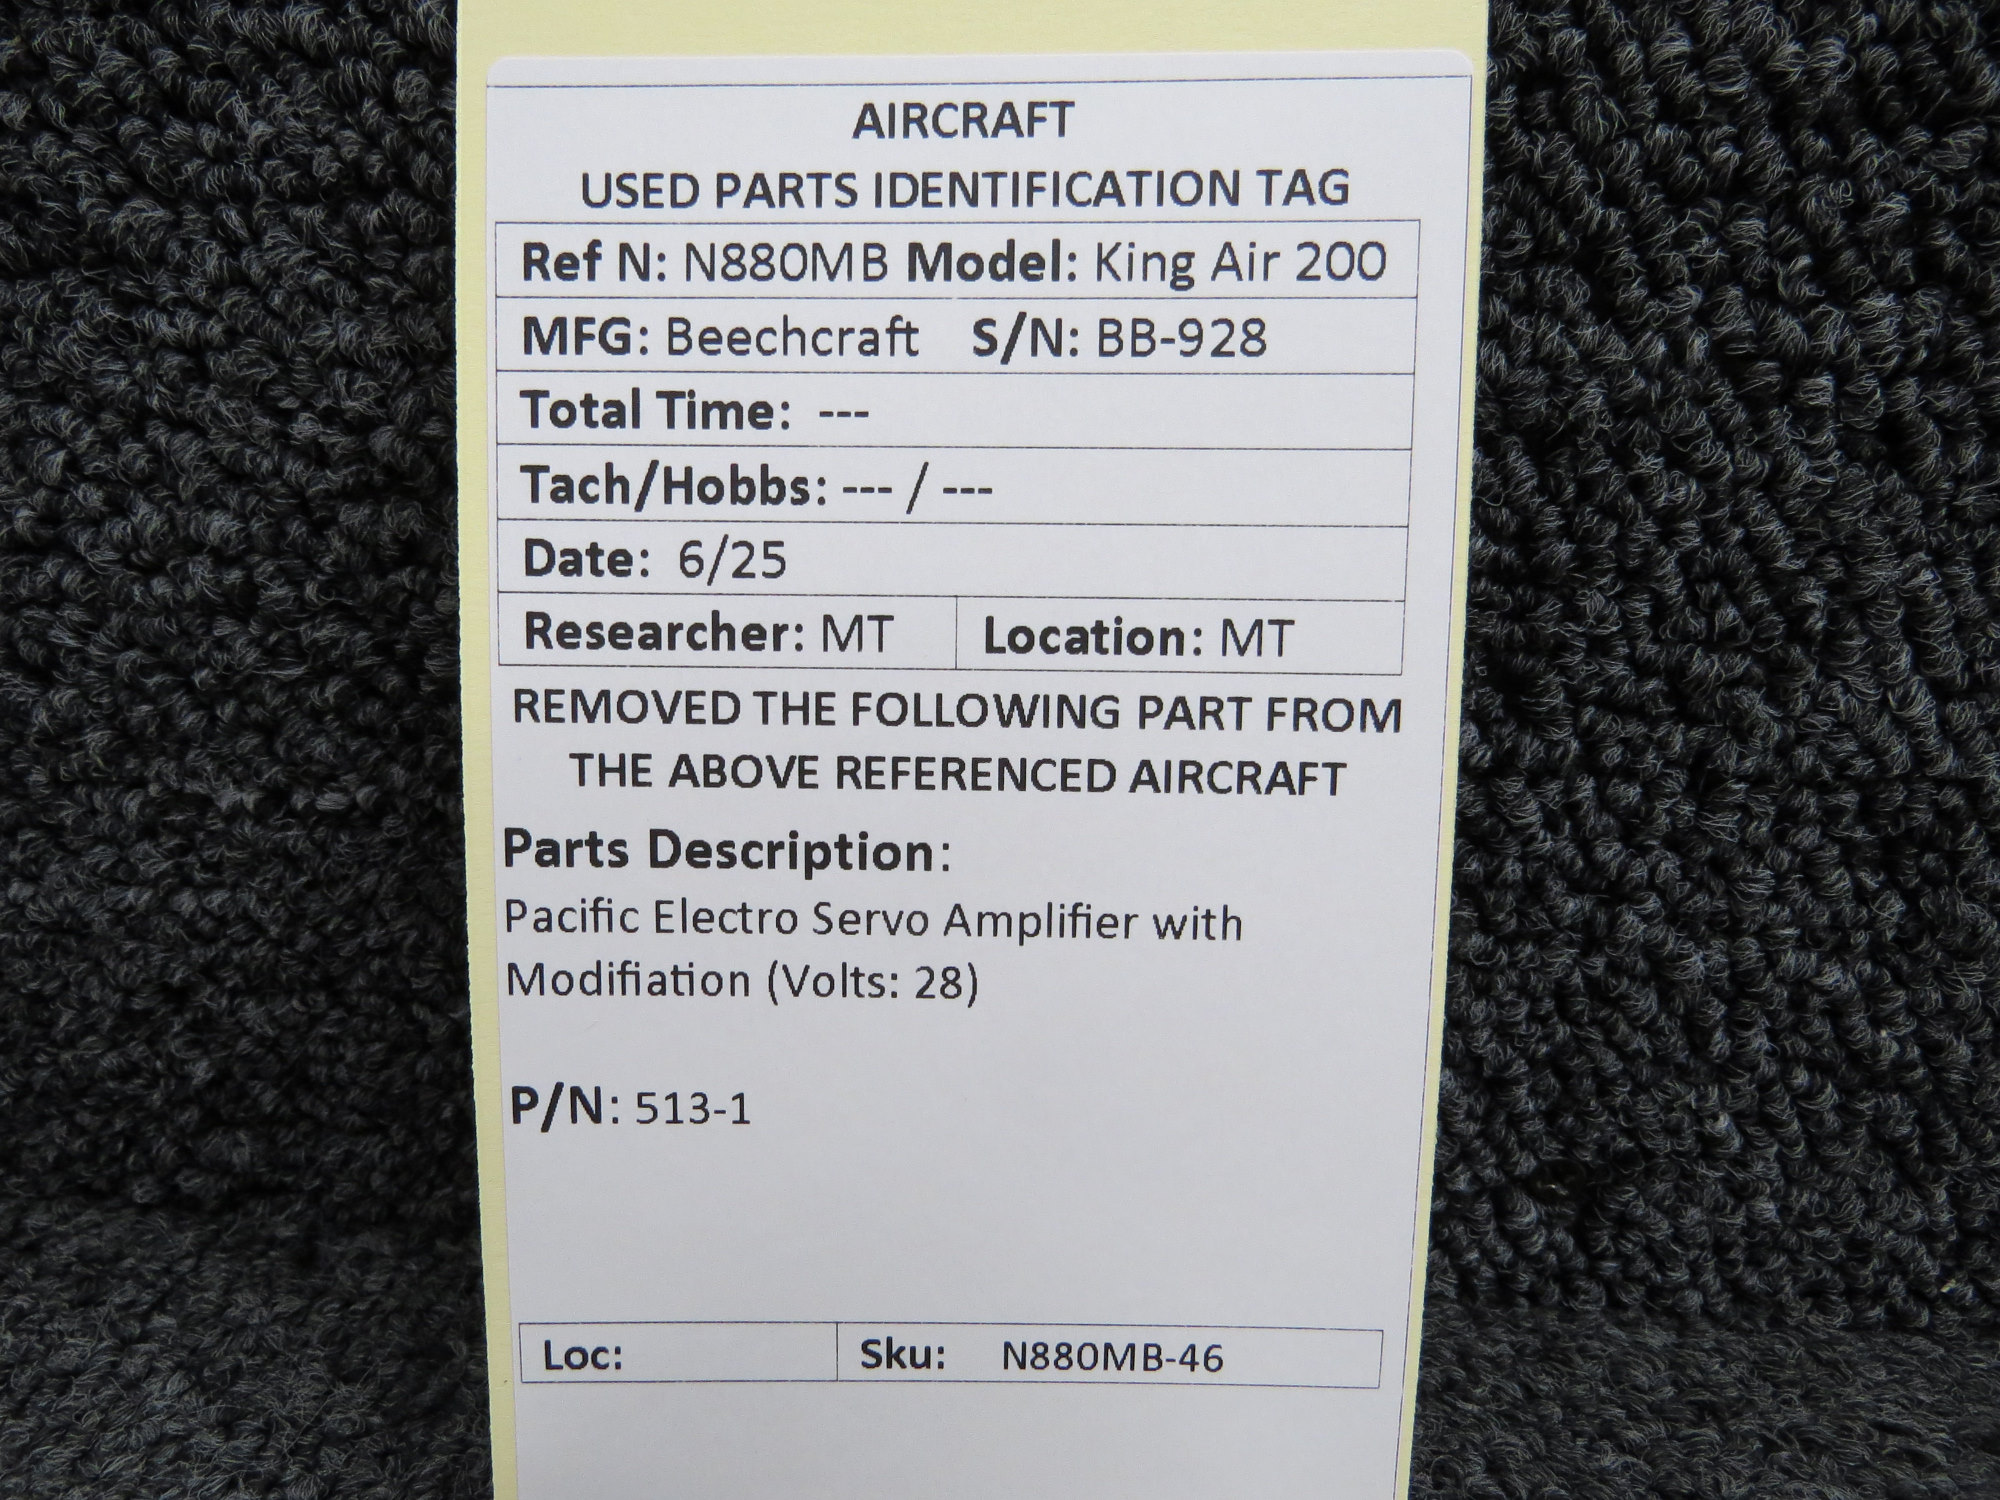 AIRCRAFT
USED PARTS IDENTIFICATION TAG
Ref N: N880MB Model: King Air 200
MFG: Beechcraft S/N: BB-928
Total Time: ---
Tach/Hobbs: --- / ---
Date: 6/25
Researcher: MT Location: MT
REMOVED THE FOLLOWING PART FROM
THE ABOVE REFERENCED AIRCRAFT
Parts Description:
Pacific Electro Servo Amplifier with
Modifiation (Volts: 28)
P/N: 513-1
Loc: Sku: N880MB-46